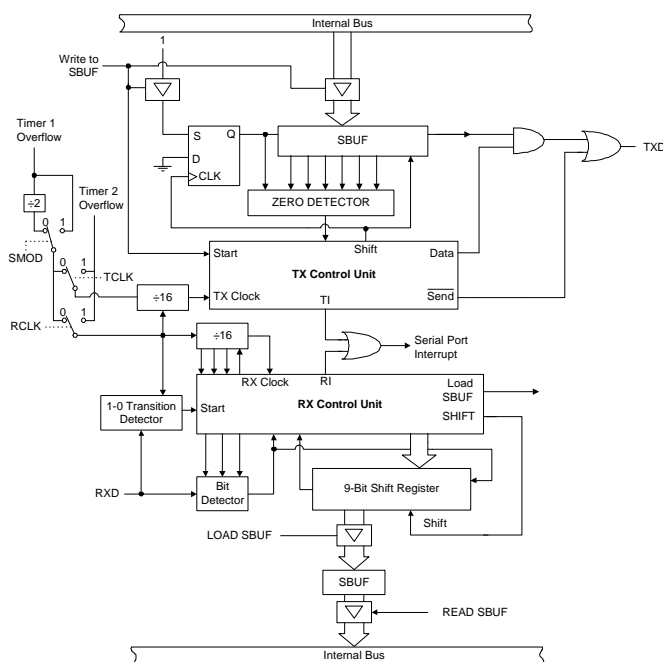 Internal Bus
1
Write to
SBUF
S
Q
D
CLK
SBUF
TXD
Timer 1
Overflow
Timer 2
Overflow
÷2
ZERO DETECTOR
0
1
SMOD
Shift
Start
Data
TX Control Unit
0
1
TCLK
÷16
TX Clock
Send
TI
0
1
RCLK
÷16
Serial Port
Interrupt
RX Clock
RI
Load
SBUF
1-0 Transition
Detector
Start
RX Control Unit
SHIFT
RXD
Bit
Detector
9-Bit Shift Register
Shift
LOAD SBUF
SBUF
READ SBUF
Internal Bus